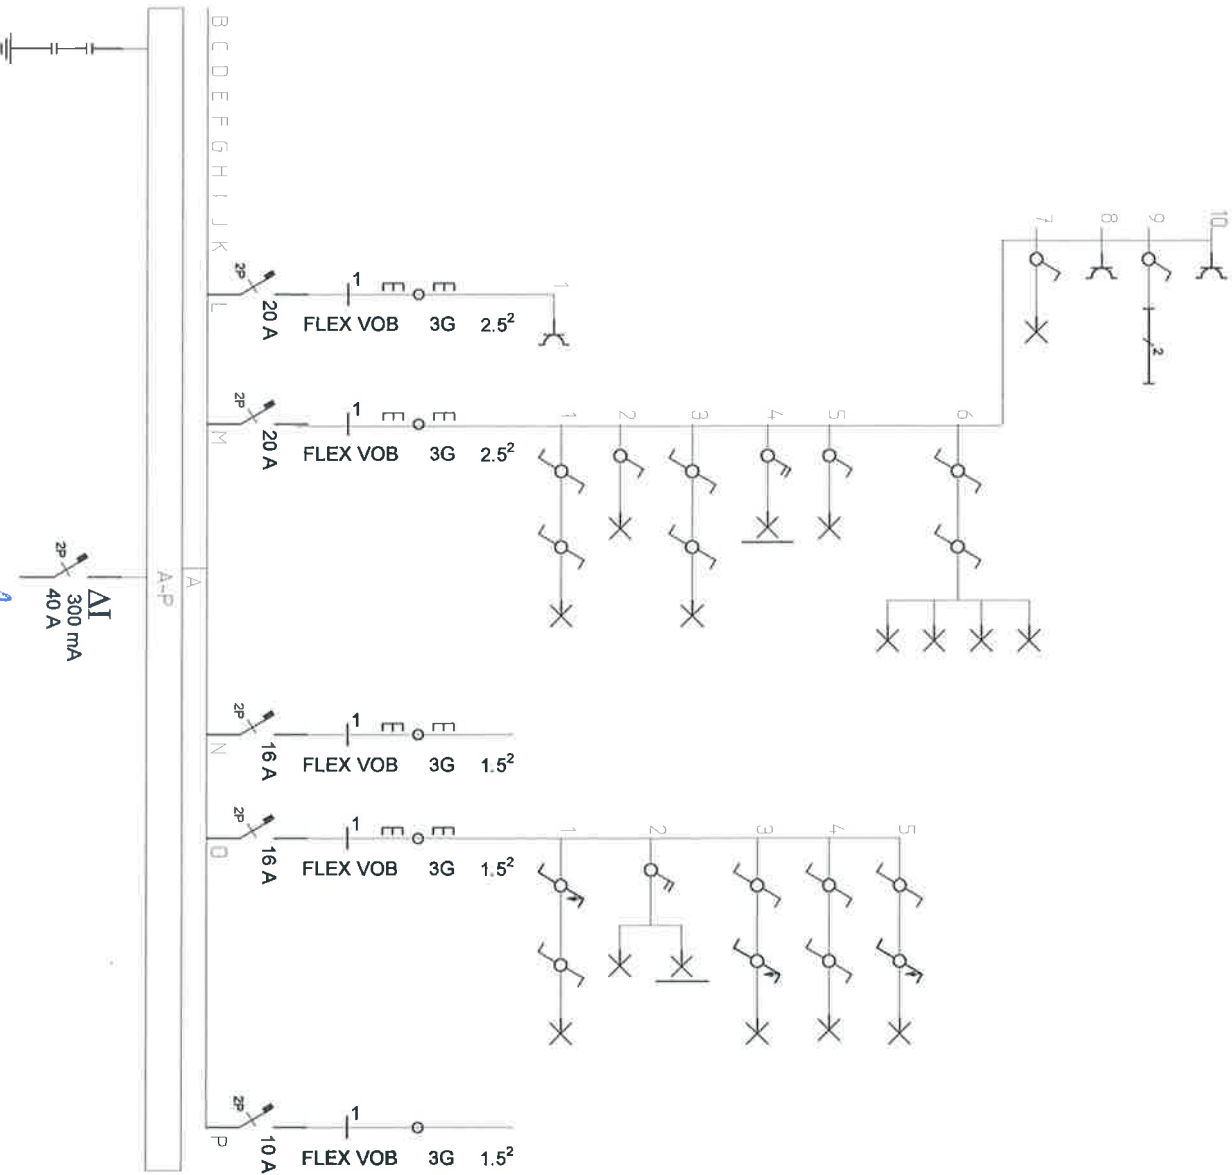 B C D E F G H I J K
10
9
8
7
2
1
2P
20 A
L
1
FLEX VOB 3G 2.5²
2P
20 A
M
1
FLEX VOB 3G 2.5²
1 2 3 4 5 6
A
A~P
2P
ΔI
300 mA
40 A
2P
16 A
N
1
FLEX VOB 3G 1.5²
2P
16 A
O
1
FLEX VOB 3G 1.5²
1 2 3 4 5
2P
10 A
P
1
FLEX VOB 3G 1.5²